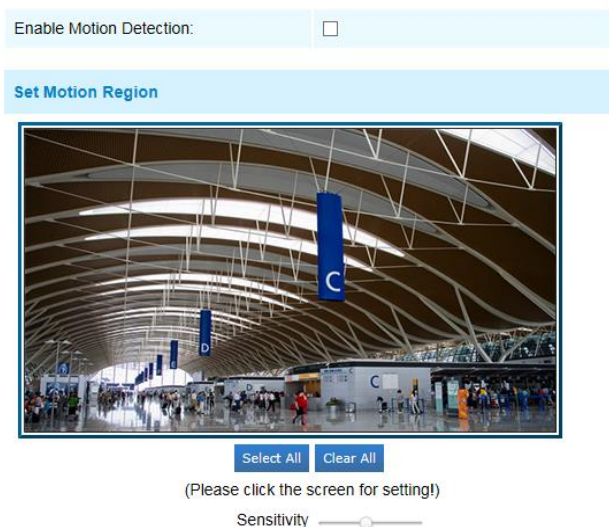 Enable Motion Detection:
Set Motion Region
C
D
C
Select All Clear All
(Please click the screen for setting!)
Sensitivity